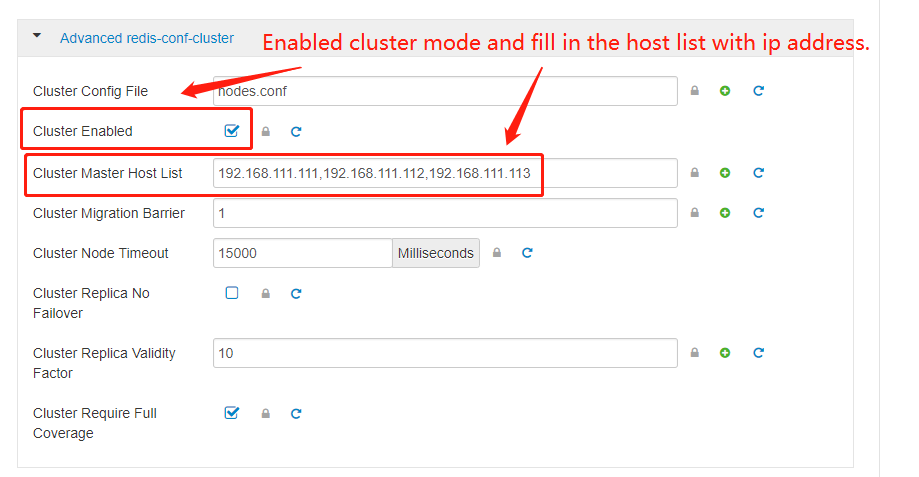 Advanced redis-conf-cluster
Enabled cluster mode and fill in the host list with ip address.
Cluster Config File
nodes.conf
Cluster Enabled
Cluster Master Host List
192.168.111.111,192.168.111.112,192.168.111.113
Cluster Migration Barrier
1
Cluster Node Timeout
15000
Milliseconds
Cluster Replica No
Failover
Cluster Replica Validity
Factor
10
Cluster Require Full
Coverage